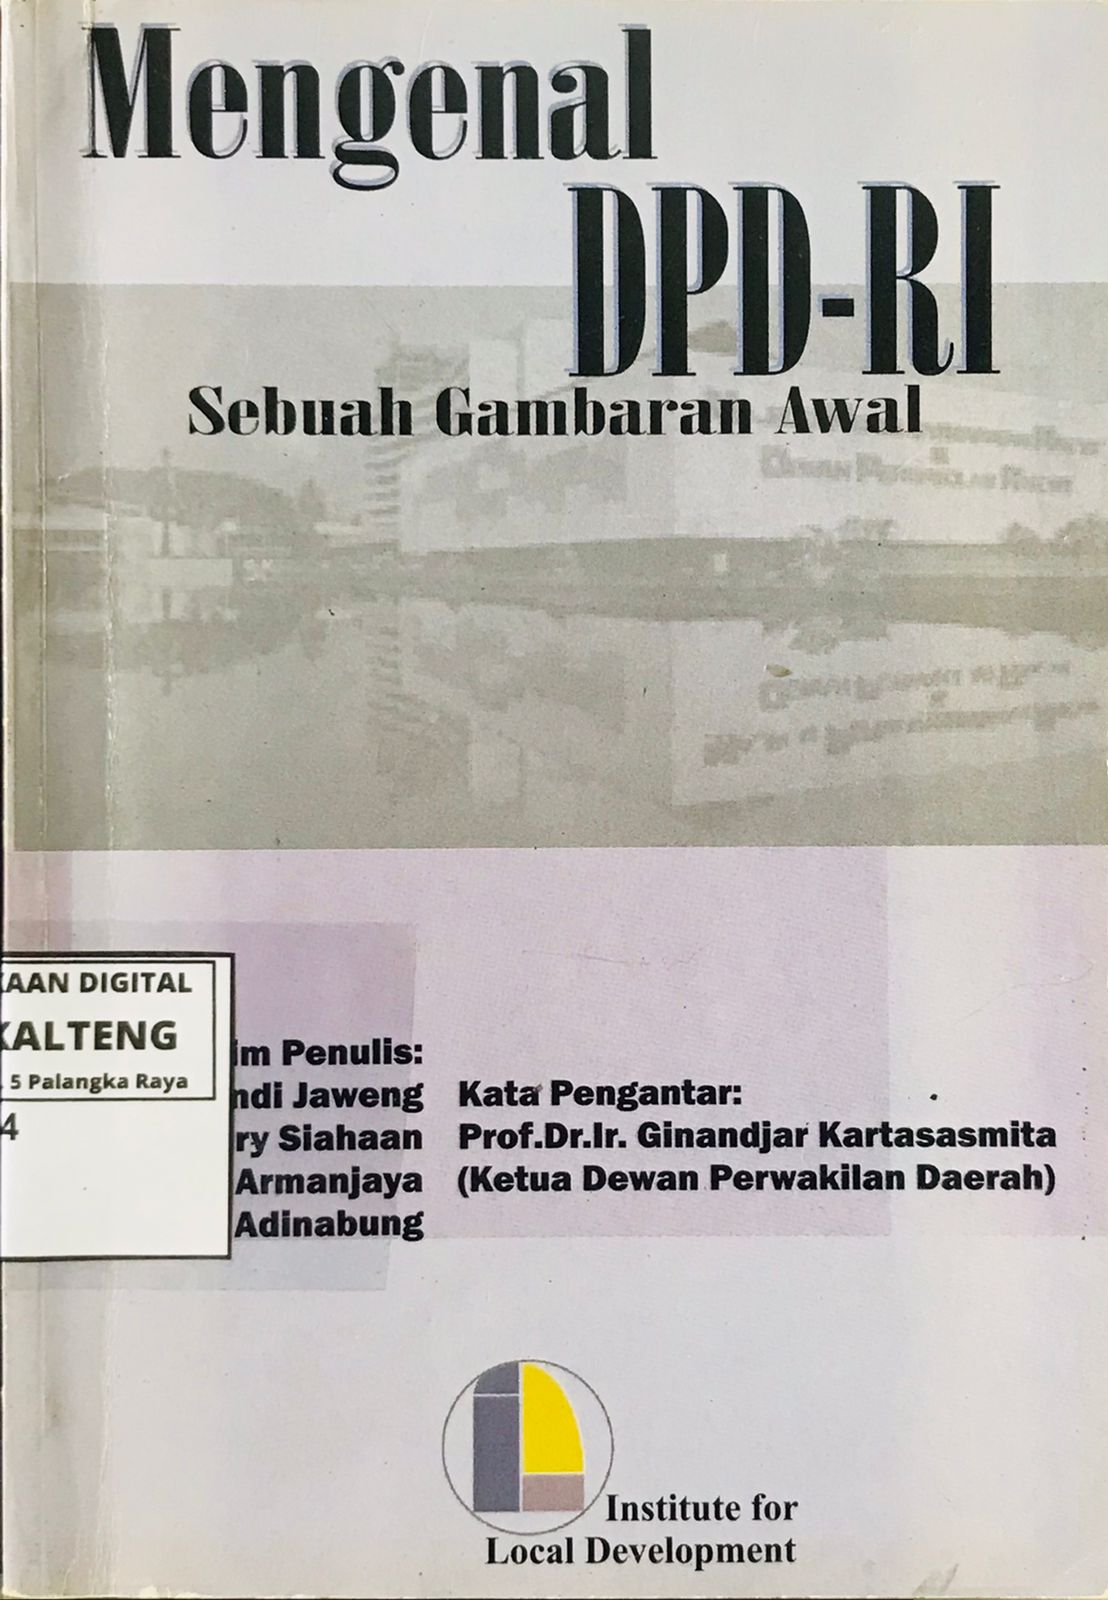 Mengenal
DPD-RI
Sebuah Gambaran Awal
AAN DIGITAL
KALTENG
5 Palangka Raya
4
im Penulis:
ndi Jaweng
ry Siahaan
Armanjaya
Adinabung
Kata Pengantar:
Prof.Dr.Ir. Ginandjar Kartasasmita
(Ketua Dewan Perwakilan Daerah)
Institute for
Local Development